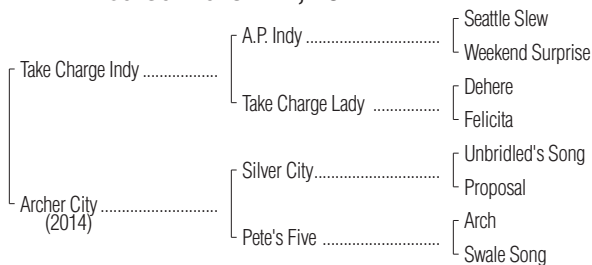 A.P. Indy ........................................
Seattle Slew
Weekend Surprise
Take Charge Indy ..................
Take Charge Lady ................
Dehere
Felicita
Silver City.....................................
Unbridled's Song
Proposal
Archer City ............................
(2014)
Pete's Five ...................................
Arch
Swale Song